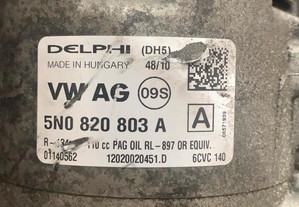 DELPHI (DH5)
MADE IN HUNGARY 48/10
VW AG 09S
5N0 820 803 A A
110 cc PAG OIL RL-897 OR EQUIV.
01140562 12020020451.D 6CVC 140